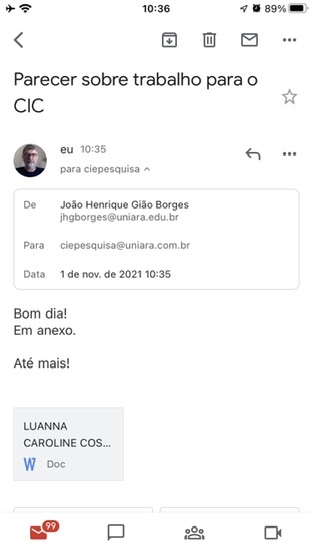 10:36
89%
Parecer sobre trabalho para o
CIC
eu 10:35
para ciepesquisa
De João Henrique Gião Borges
jhgborges@uniara.edu.br
Para ciepesquisa@uniara.com.br
Data 1 de nov. de 2021 10:35
Bom dia!
Em anexo.
Até mais!
LUANNA
CAROLINE COS...
W Doc
99